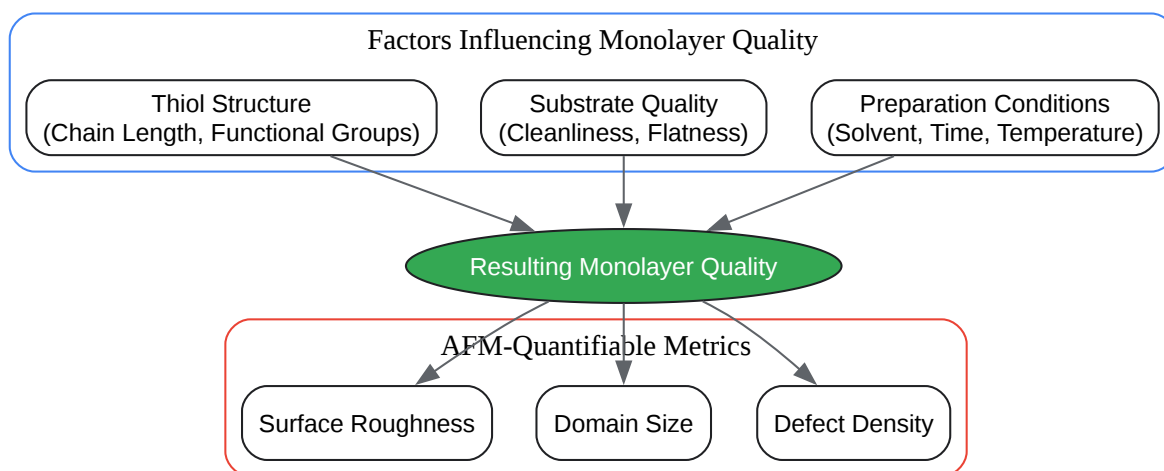 Factors Influencing Monolayer Quality
Thiol Structure
(Chain Length, Functional Groups)
Substrate Quality
(Cleanliness, Flatness)
Preparation Conditions
(Solvent, Time, Temperature)
Resulting Monolayer Quality
AFM-Quantifiable Metrics
Surface Roughness
Domain Size
Defect Density